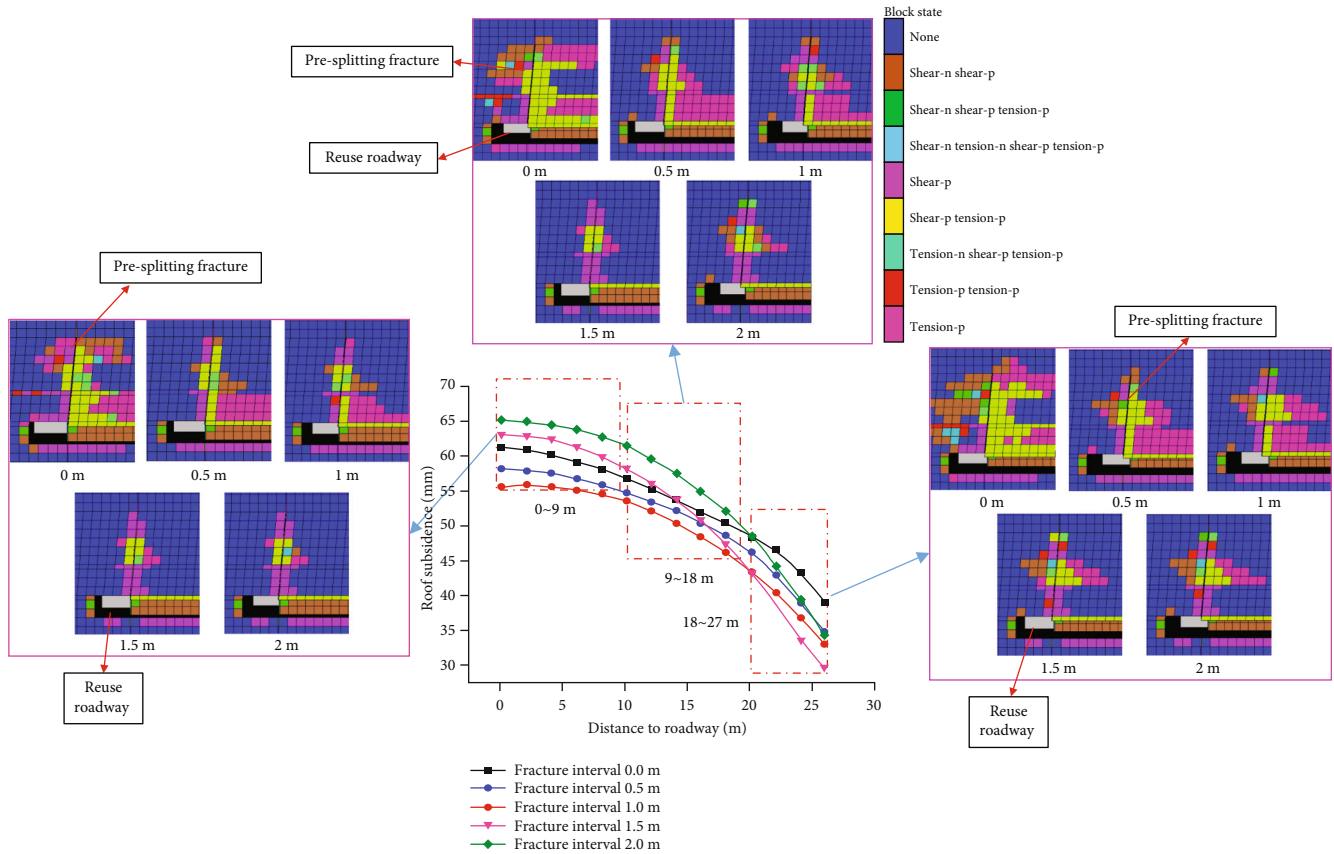 Block state
None
Shear-n shear-p
Shear-n shear-p tension-p
Shear-n tension-n shear-p tension-p
Shear-p
Shear-p tension-p
Tension-n shear-p tension-p
Tension-p tension-p
Tension-p
Pre-splitting fracture
Reuse roadway
0 m
0.5 m
1 m
1.5 m
2 m
Pre-splitting fracture
0 m
0.5 m
1 m
1.5 m
2 m
Reuse
roadway
Pre-splitting fracture
0 m
0.5 m
1 m
1.5 m
2 m
Reuse
roadway
Roof subsidence (mm)
70
65
60
55
50
45
40
35
30
0~9 m
9~18 m
18~27 m
0
5
10
15
20
25
30
Distance to roadway (m)
Fracture interval 0.0 m
Fracture interval 0.5 m
Fracture interval 1.0 m
Fracture interval 1.5 m
Fracture interval 2.0 m